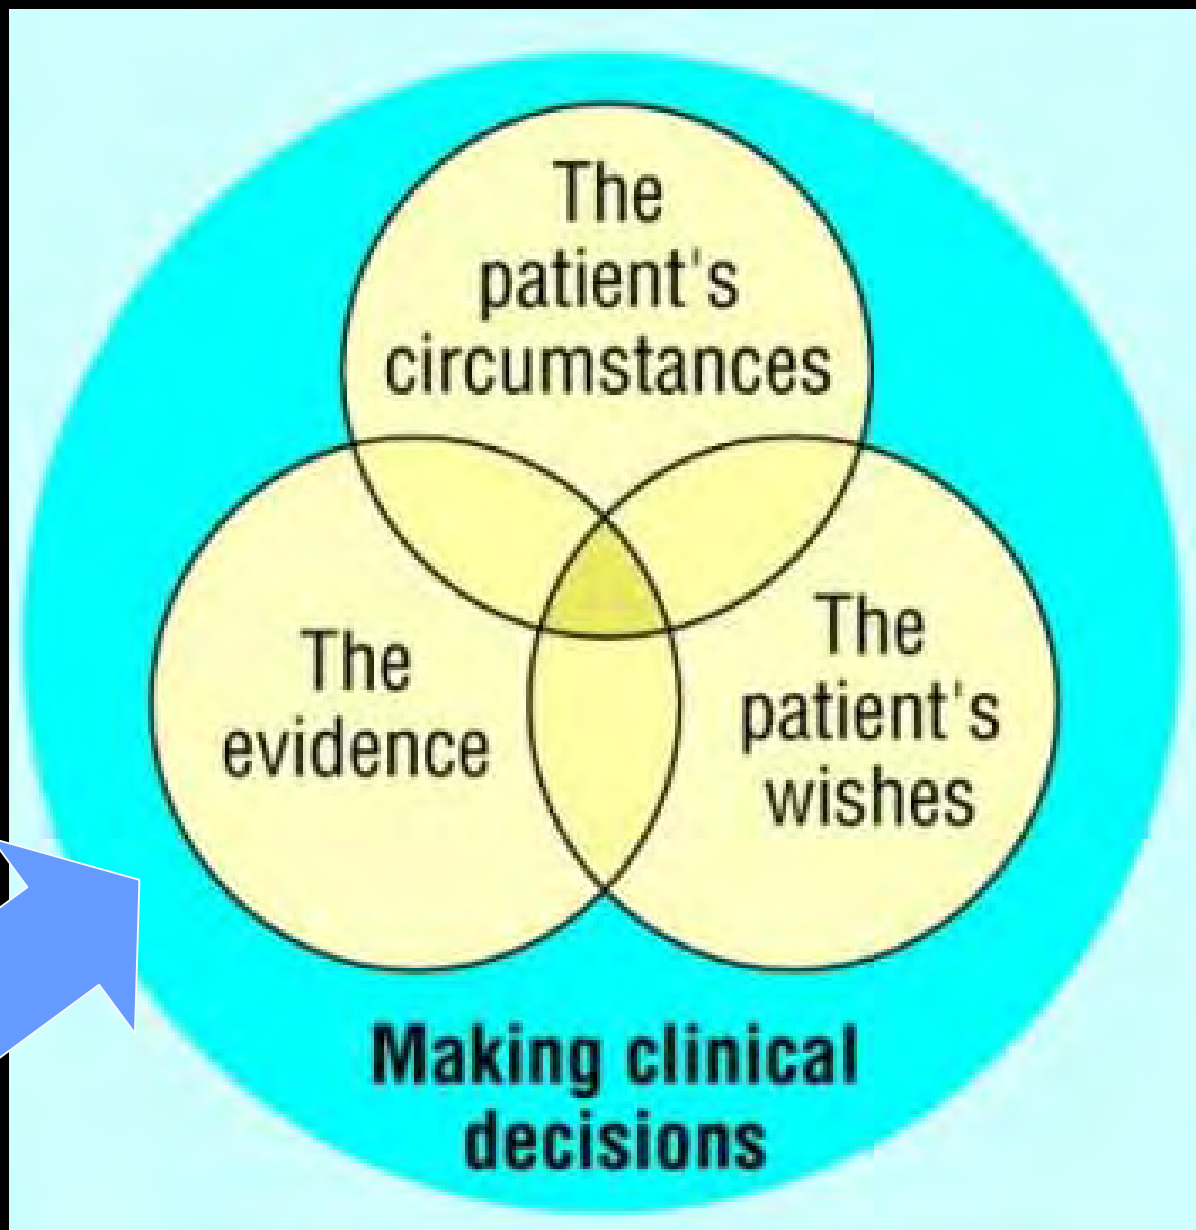 The
patient's
circumstances
The
evidence
The
patient's
wishes
Making clinical
decisions